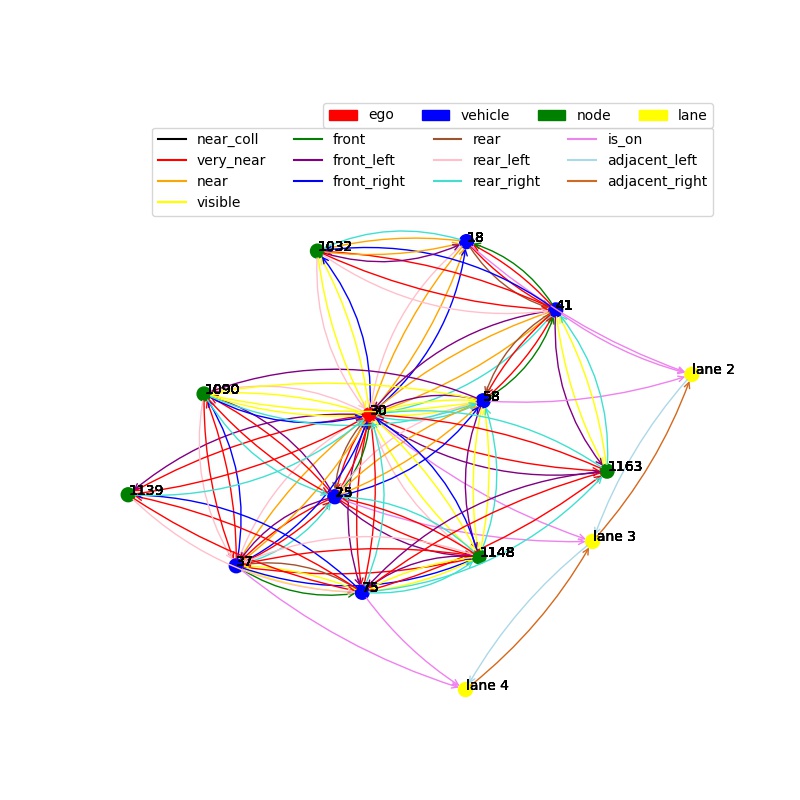 ego vehicle node lane
near_coll front rear is_on
very_near front_left rear_left adjacent_left
near front_right rear_right adjacent_right
visible
18
1032
41
lane 2
1090
58
30
1163
1139
25
lane 3
1148
37
75
lane 4